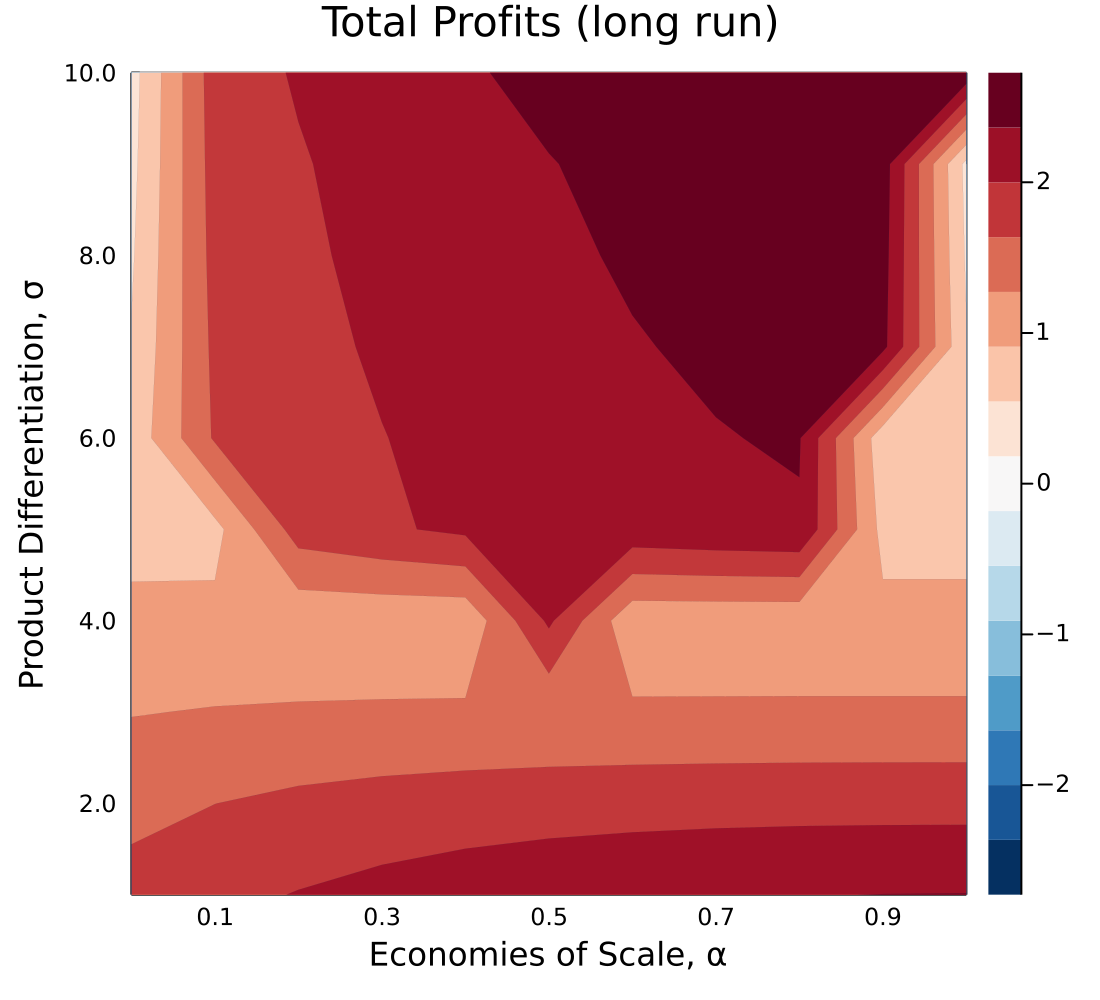 Total Profits (long run)
Product Differentiation, σ
10.0
8.0
6.0
4.0
2.0
0.1 0.3 0.5 0.7 0.9
Economies of Scale, α
2
1
0
−1
−2